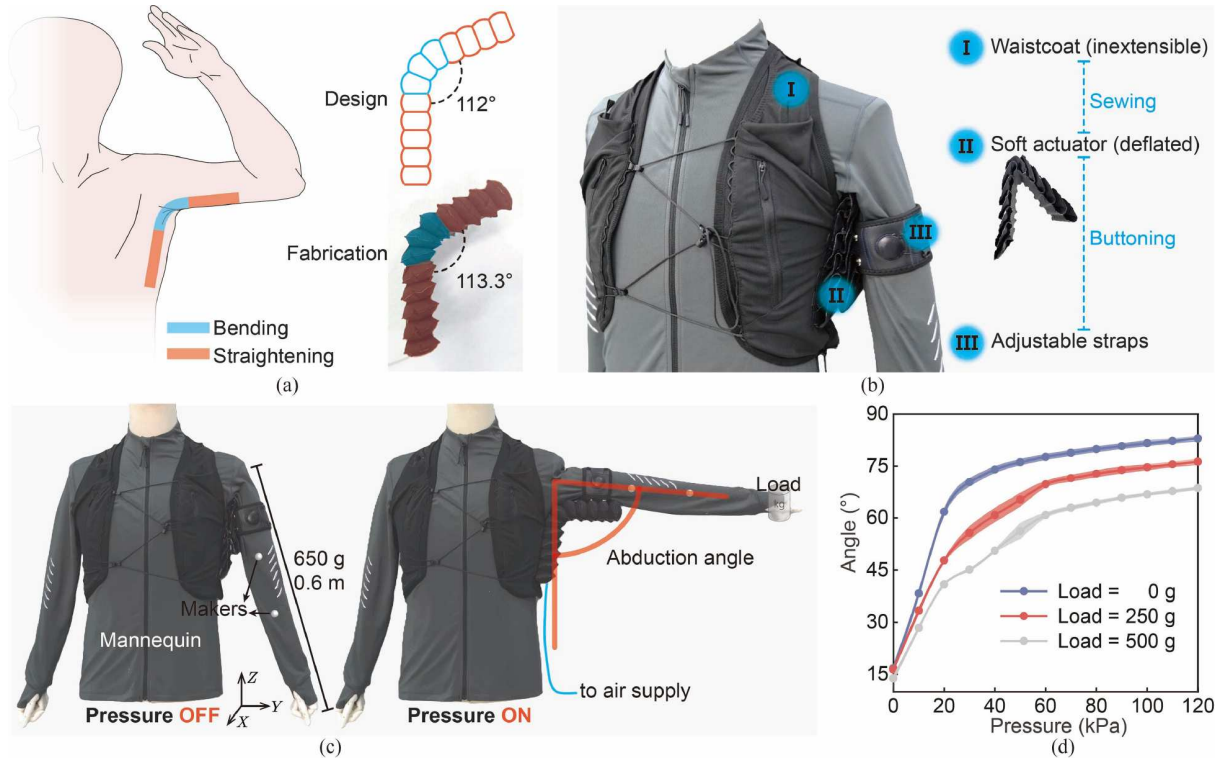 Design
112°
Fabrication
113.3°
Bending
Straightening
(a)
I
II
III
I Waistcoat (inextensible)
Sewing
II Soft actuator (deflated)
Buttoning
III Adjustable straps
(b)
650 g
0.6 m
Makers
Mannequin
Z
Y
X
Pressure OFF
Load
kg
Abduction angle
to air supply
Pressure ON
(c)
90
75
60
45
30
15
Angle (°)
Load = 0 g
Load = 250 g
Load = 500 g
0 20 40 60 80 100 120
Pressure (kPa)
(d)